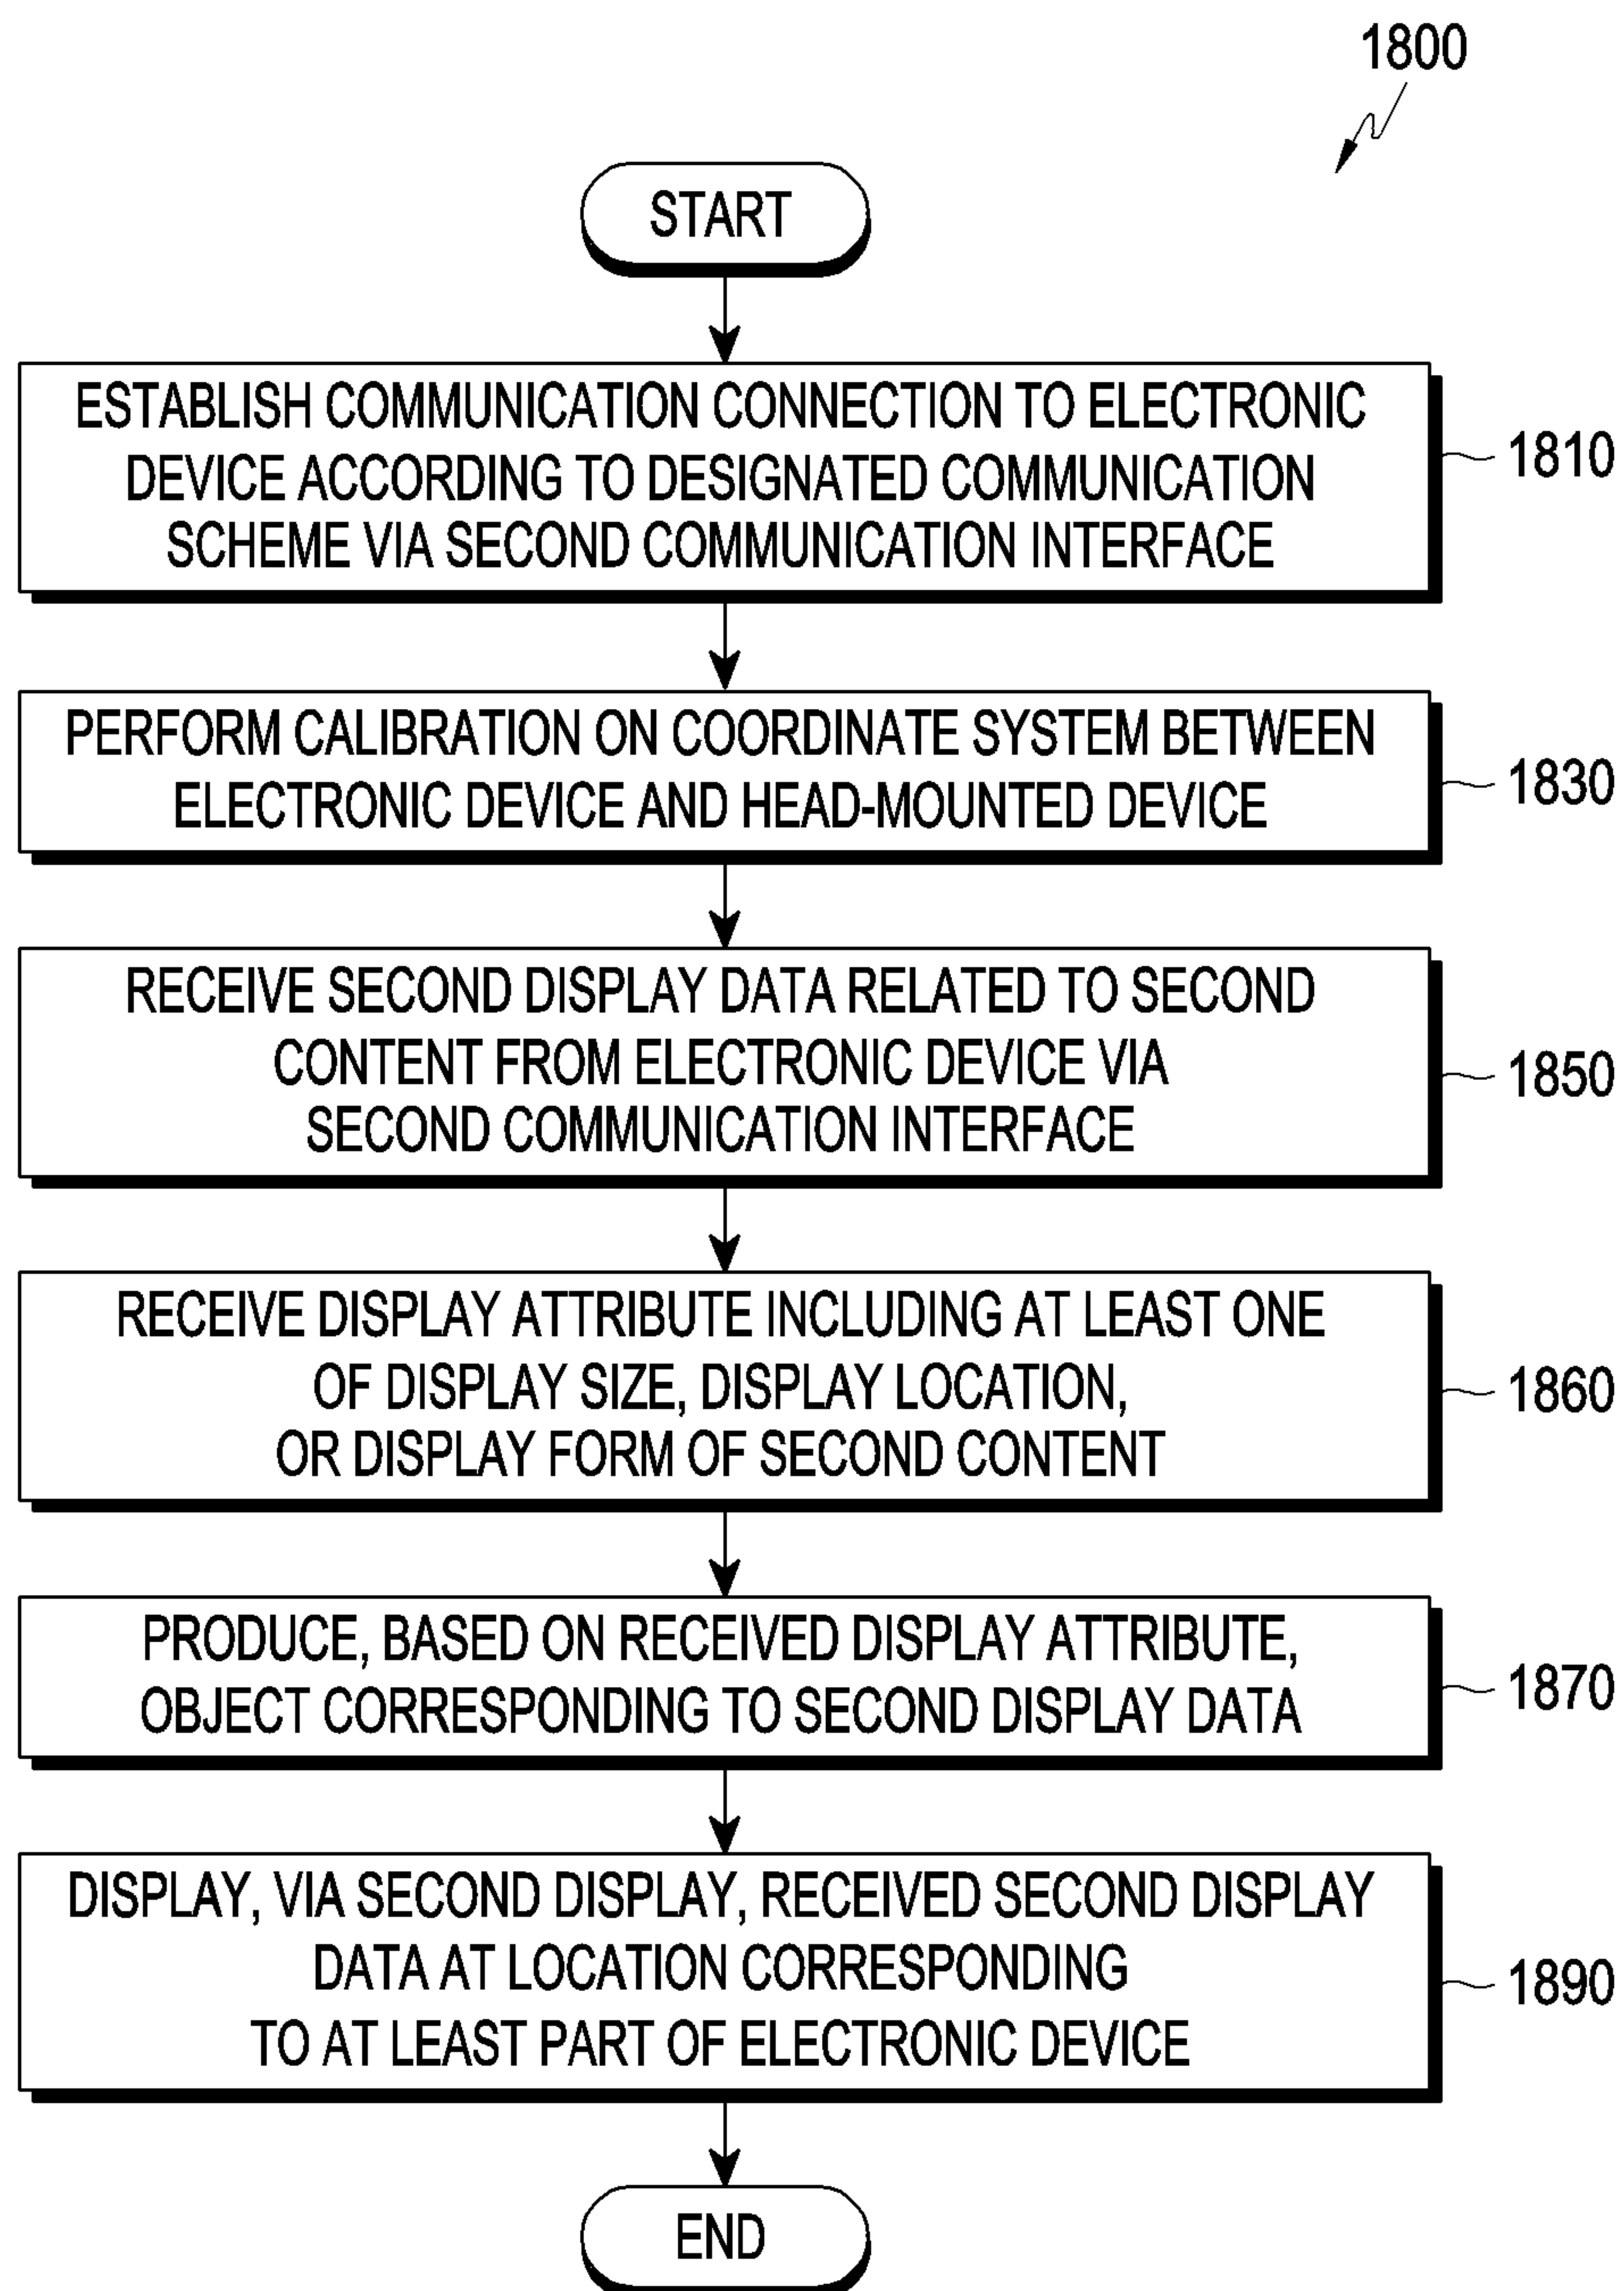 1800
START
ESTABLISH COMMUNICATION CONNECTION TO ELECTRONIC
DEVICE ACCORDING TO DESIGNATED COMMUNICATION
SCHEME VIA SECOND COMMUNICATION INTERFACE
1810
PERFORM CALIBRATION ON COORDINATE SYSTEM BETWEEN
ELECTRONIC DEVICE AND HEAD-MOUNTED DEVICE
1830
RECEIVE SECOND DISPLAY DATA RELATED TO SECOND
CONTENT FROM ELECTRONIC DEVICE VIA
SECOND COMMUNICATION INTERFACE
1850
RECEIVE DISPLAY ATTRIBUTE INCLUDING AT LEAST ONE
OF DISPLAY SIZE, DISPLAY LOCATION,
OR DISPLAY FORM OF SECOND CONTENT
1860
PRODUCE, BASED ON RECEIVED DISPLAY ATTRIBUTE,
OBJECT CORRESPONDING TO SECOND DISPLAY DATA
1870
DISPLAY, VIA SECOND DISPLAY, RECEIVED SECOND DISPLAY
DATA AT LOCATION CORRESPONDING
TO AT LEAST PART OF ELECTRONIC DEVICE
1890
END